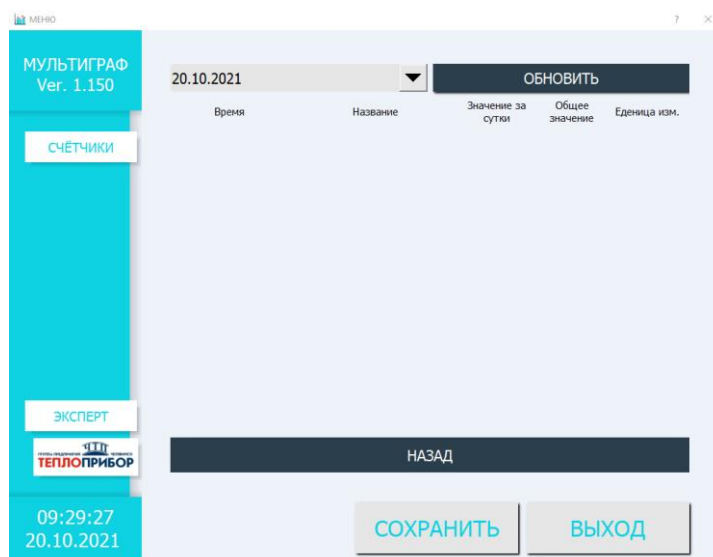 МЕНЮ
?
×
МУЛЬТИГРАФ
Ver. 1.150
СЧЁТЧИКИ
ЭКСПЕРТ
ТЕПЛОПРИБОР
09:29:27
20.10.2021
20.10.2021
ОБНОВИТЬ
Время
Название
Значение за
сутки
Общее
значение
Еденица изм.
НАЗАД
СОХРАНИТЬ
ВЫХОД